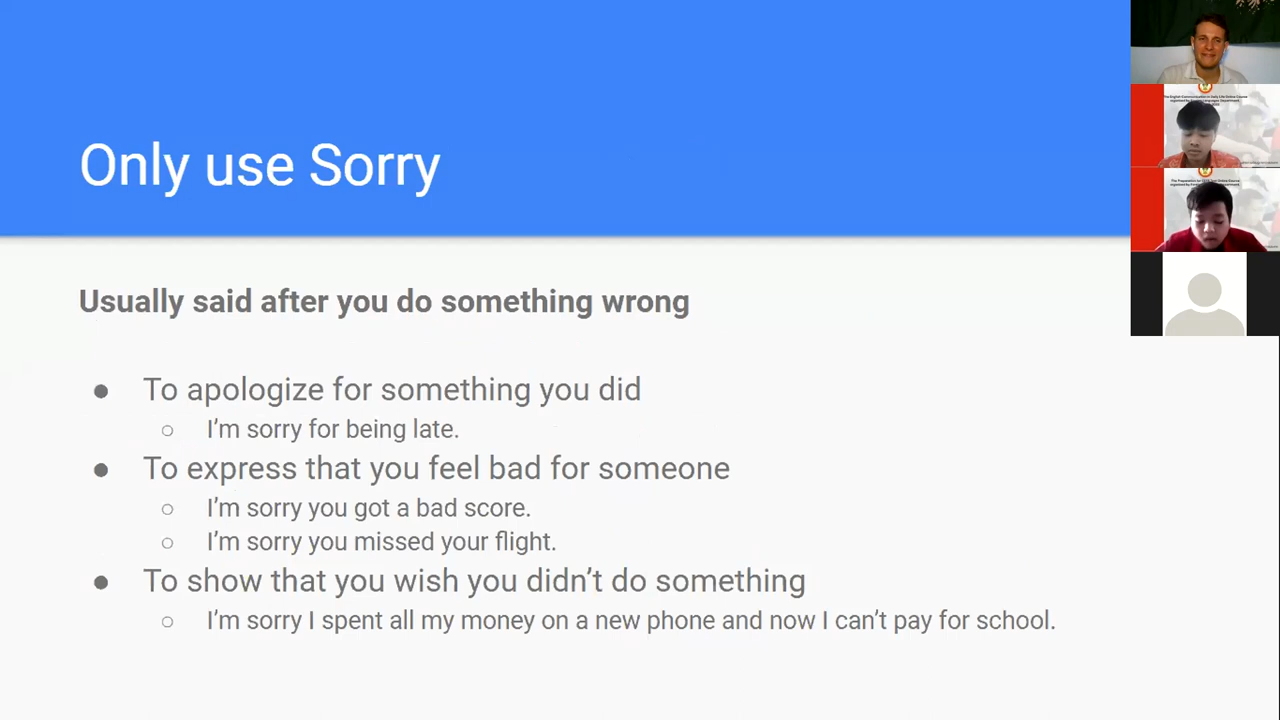 Only use Sorry
Usually said after you do something wrong
● To apologize for something you did
○ I'm sorry for being late.
● To express that you feel bad for someone
○ I'm sorry you got a bad score.
○ I'm sorry you missed your flight.
● To show that you wish you didn't do something
○ I'm sorry I spent all my money on a new phone and now I can't pay for school.